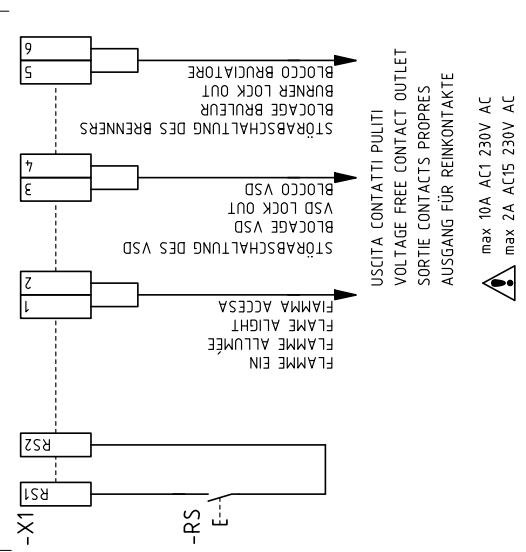 6
5
BLOCCO BRUCIATORE
BURNER LOCK OUT
BLOCAGE BRULEUR
STÖRABSCHALTUNG DES BRENNERS
4
3
BLOCCO VSD
VSD LOCK OUT
BLOCAGE VSD
STÖRABSCHALTUNG DES VSD
2
1
FIAMMA ACCESA
FLAME ALIGHT
FLAMME ALLUMÉE
FLAMME EIN
RS2
RS1
-X1
-RS
USCITA CONTATTI PULITI
VOLTAGE FREE CONTACT OUTLET
SORTIE CONTACTS PROPRES
AUSGANG FÜR REINKONTAKTE
! max 10A AC1 230V AC
max 2A AC15 230V AC